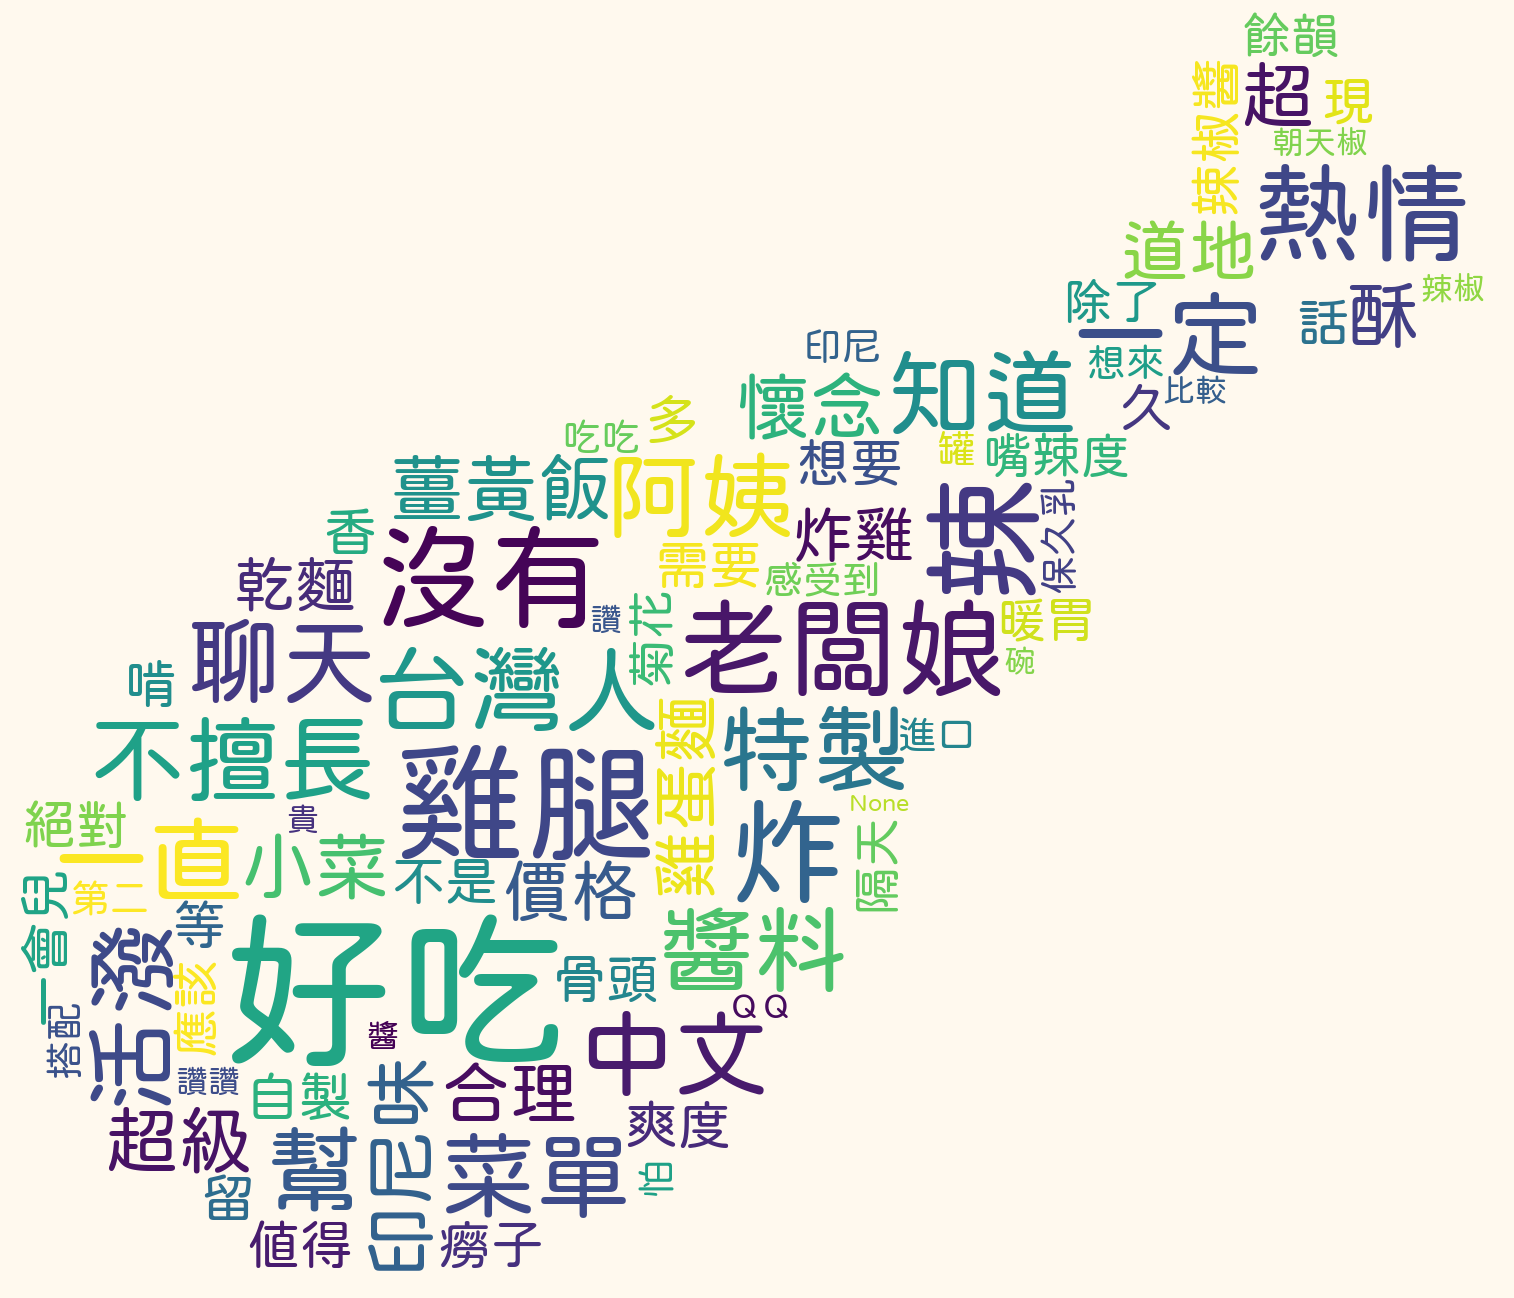 餘韻
超
現
辣椒醬
朝天椒
熱情
道地
辣椒
除了
一定
話
酥
想來
比較
久
印尼
知道
懷念
多
吃吃
想要
罐
嘴辣度
薑黃飯
阿姨
辣
保久乳
香
炸雞
沒有
需要
感受到
乾麵
讚
菊花
老闆娘
暖胃
碗
聊天
台灣人
啃
不擅長
雞蛋麵
特製
進口
雞腿
None
炸
絕對
貴
一直
小菜
不是
價格
隔天
一會兒
第二
等
醬料
活潑
好吃
骨頭
應該
QQ
搭配
醬
中文
讚讚
自製
印尼味
合理
爽度
超級
幫
菜單
怕
留
值得
癆子